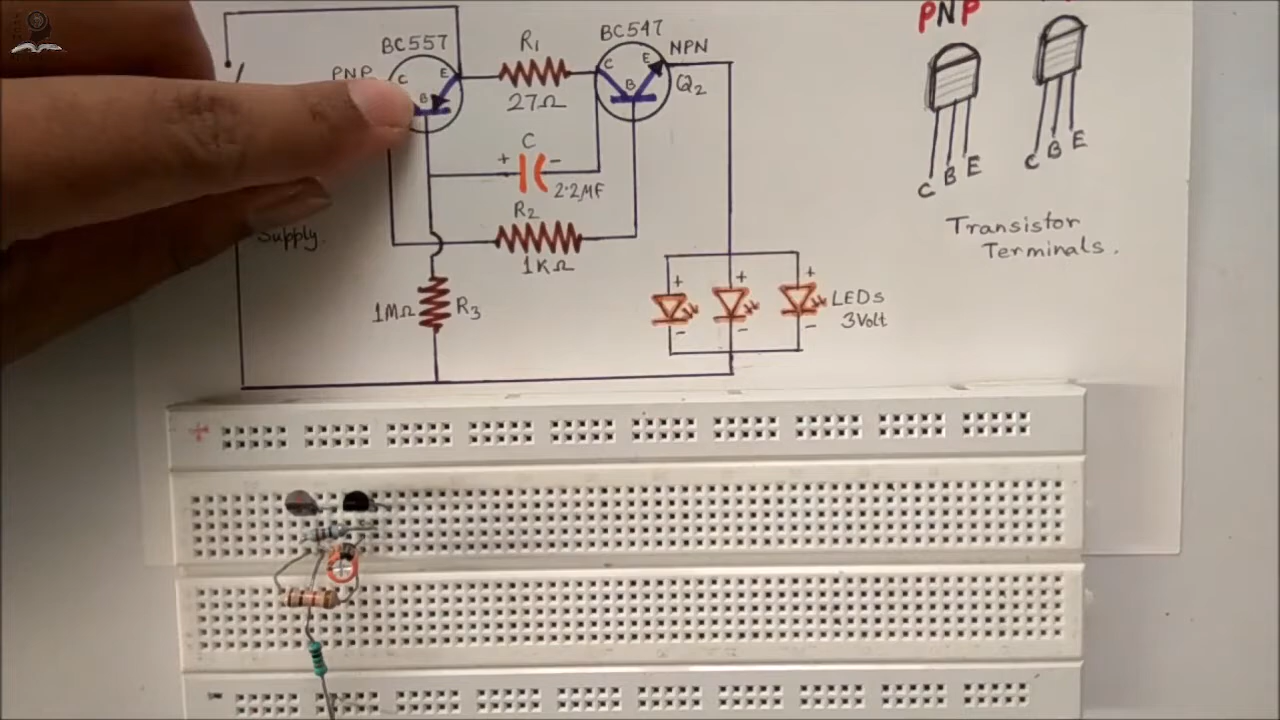 BC557
PNP
C
E
B
R1
27Ω
BC547
NPN
C
E
B
Q2
C
+
-
2.2MF
R2
1KΩ
Supply.
1MΩ
R3
+
+
+
-
-
-
LEDs
3Volt
PNP
C
B
E
C
B
E
Transistor
Terminals.
+
-